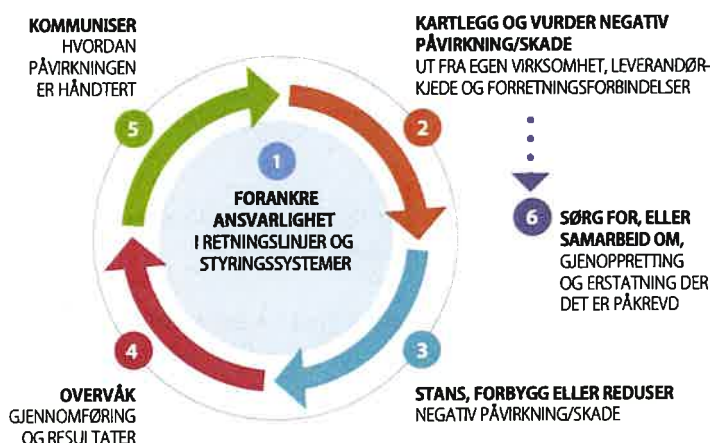 1
FORANKRE
ANSVARLIGHET
I RETNINGSLINJER OG
STYRINGSSYSTEMER
2
KARTLEGG OG VURDER NEGATIV
PÅVIRKNING/SKADE
UT FRA EGEN VIRKSOMHET, LEVERANDØR-
KJEDE OG FORRETNINGSFORBINDELSER
3
STANS, FORBYGG ELLER REDUSER
NEGATIV PÅVIRKNING/SKADE
4
OVERVÅK
GJENNOMFØRING
OG RESULTATER
5
KOMMUNISER
HVORDAN
PÅVIRKNINGEN
ER HÅNDTERT
6
SØRG FOR, ELLER
SAMARBEID OM,
GJENOPPRETTING
OG ERSTATNING DER
DET ER PÅKREVD